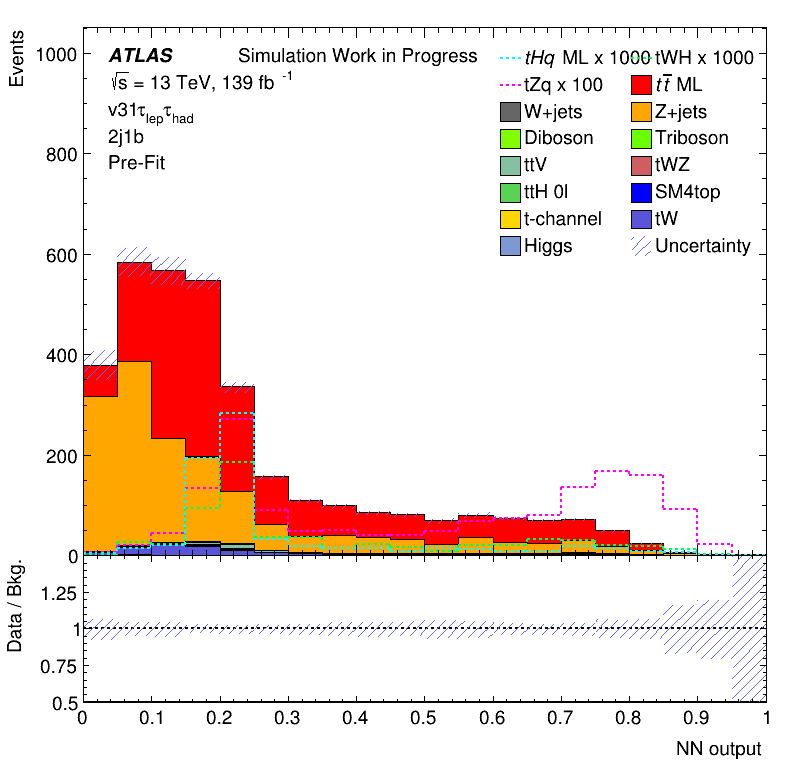 Events
1000
800
600
400
200
0
ATLAS Simulation Work in Progress
√s = 13 TeV, 139 fb -1
v31τlepτhad
2j1b
Pre-Fit
tHq ML x 1000 tWH x 1000
tZq x 100 tt̄ ML
W+jets Z+jets
Diboson Triboson
ttV tWZ
ttH 0l SM4top
t-channel tW
Higgs Uncertainty
Data / Bkg.
1.25
1
0.75
0.5
0 0.1 0.2 0.3 0.4 0.5 0.6 0.7 0.8 0.9 1
NN output